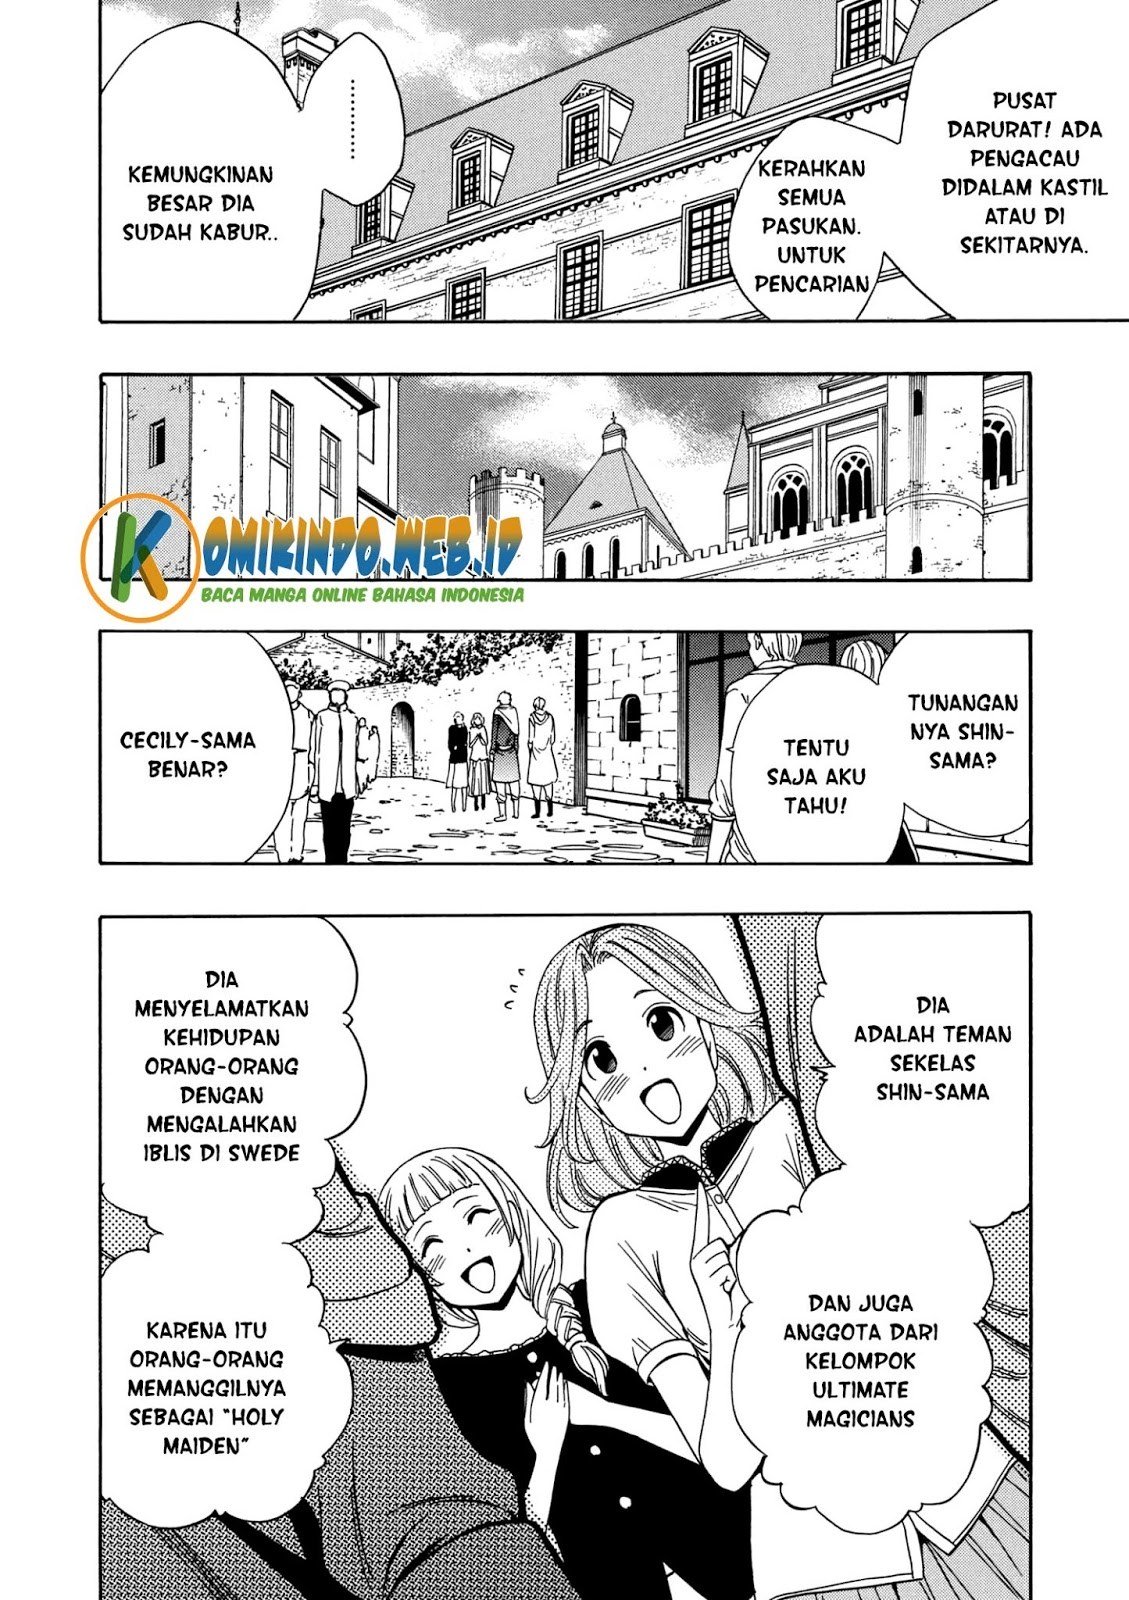 PUSAT
DARURAT! ADA
PENGACAU
DIDALAM KASTIL
ATAU DI
SEKITARNYA.
KERAHKAN
SEMUA
PASUKAN.
UNTUK
PENCARIAN
..........
KEMUNGKINAN
BESAR DIA
SUDAH KABUR..
KOMIKINDO.WEB.ID
BACA MANGA ONLINE BAHASA INDONESIA
TUNANGAN
NYA SHIN-
SAMA?
TENTU
SAJA AKU
TAHU!
CECILY-SAMA
BENAR?
DIA
ADALAH TEMAN
SEKELAS
SHIN-SAMA
DAN JUGA
ANGGOTA DARI
KELOMPOK
ULTIMATE
MAGICIANS
DIA
MENYELAMATKAN
KEHIDUPAN
ORANG-ORANG
DENGAN
MENGALAHKAN
IBLIS DI SWEDE
KARENA ITU
ORANG-ORANG
MEMANGGILNYA
SEBAGAI "HOLY
MAIDEN"